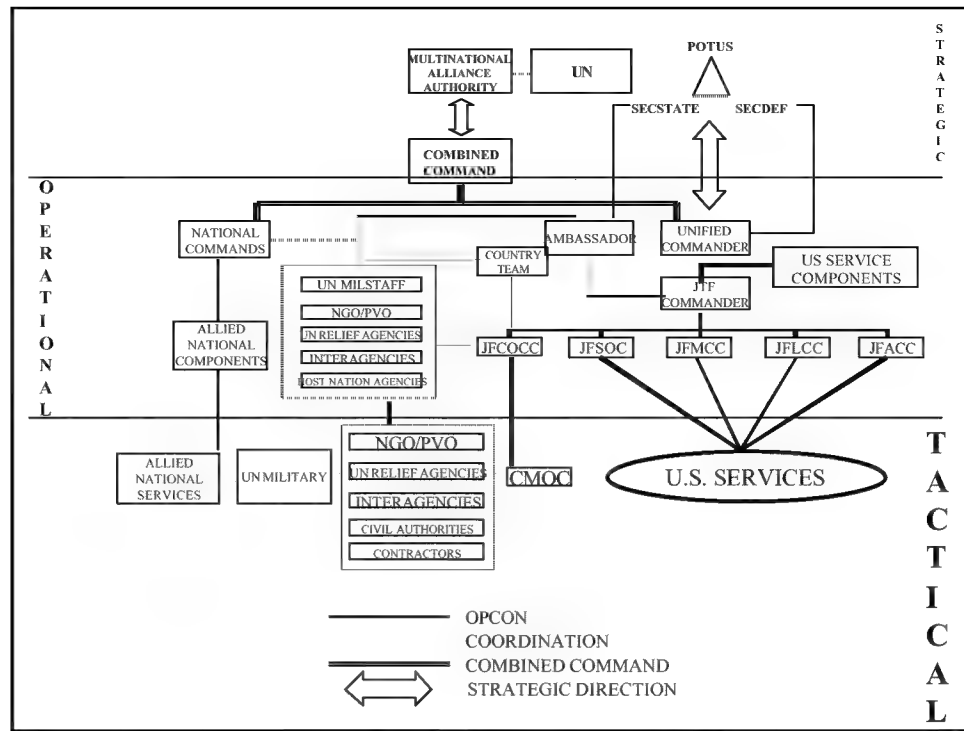 STRATEGIC
POTUS
MULTINATIONAL
ALLIANCE
AUTHORITY
UN
SECSTATE
SECDEF
COMBINED
COMMAND
OPERATIONAL
NATIONAL
COMMANDS
AMBASSADOR
UNIFIED
COMMANDER
COUNTRY
TEAM
US SERVICE
COMPONENTS
UN MILSTAFF
JTF
COMMANDER
NGO/PVO
UN RELIEF AGENCIES
INTERAGENCIES
HOST NATION AGENCIES
ALLIED
NATIONAL
COMPONENTS
JFCOCC
JFSOC
JFMCC
JFLCC
JFACC
TACTICAL
NGO/PVO
UN RELIEF AGENCIES
INTERAGENCIES
CIVIL AUTHORITIES
CONTRACTORS
ALLIED
NATIONAL
SERVICES
UN MILITARY
CMOC
U.S. SERVICES
OPCON
COORDINATION
COMBINED COMMAND
STRATEGIC DIRECTION